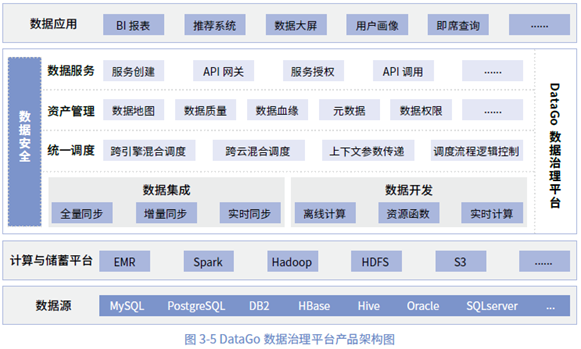 数据应用 BI 报表 推荐系统 数据大屏 用户画像 即席查询 ......
数据安全
数据服务 服务创建 API 网关 服务授权 API 调用 ......
资产管理 数据地图 数据质量 数据血缘 元数据 数据权限 ......
统一调度 跨引擎混合调度 跨云混合调度 上下文参数传递 调度流程逻辑控制
数据集成 数据开发
全量同步 增量同步 实时同步 离线计算 资源函数 实时计算
DataGo 数据治理平台
计算与储蓄平台 EMR Spark Hadoop HDFS S3 ......
数据源 MySQL PostgreSQL DB2 HBase Hive Oracle SQLserver ...
图 3-5 DataGo 数据治理平台产品架构图